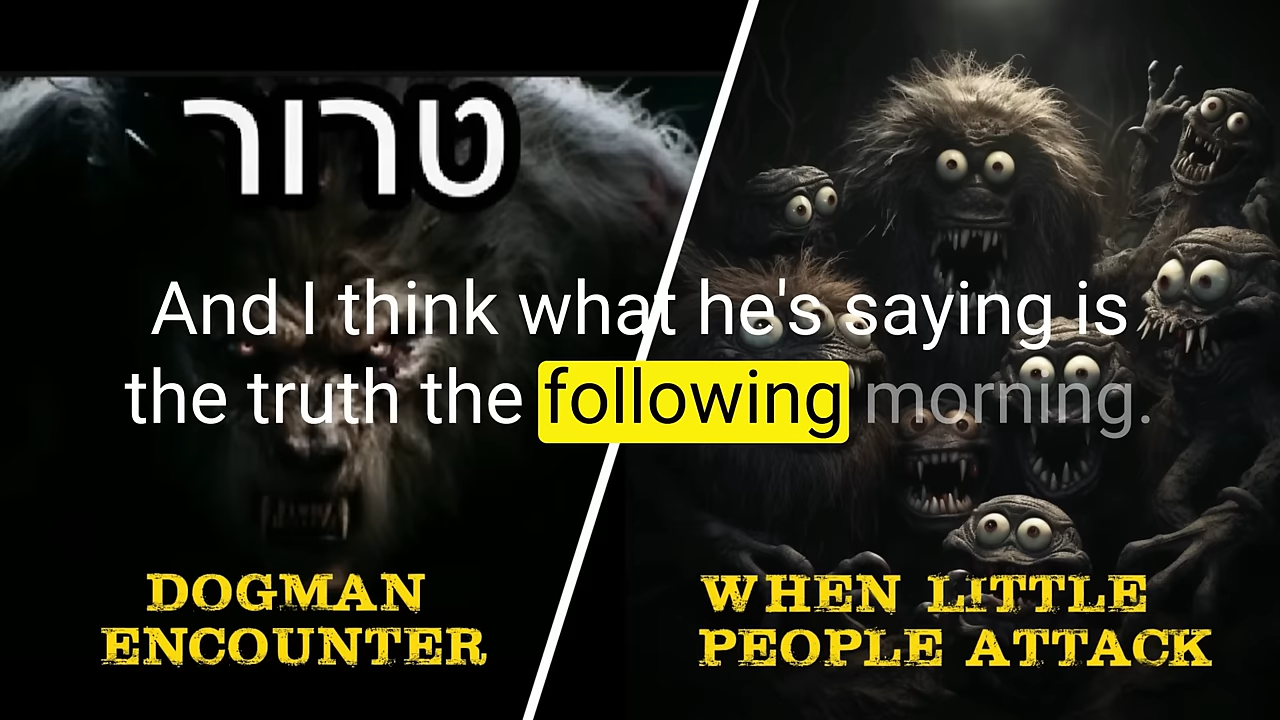 טרור
And I think what he's saying is
the truth the following morning.
DOGMAN
ENCOUNTER
WHEN LITTLE
PEOPLE ATTACK